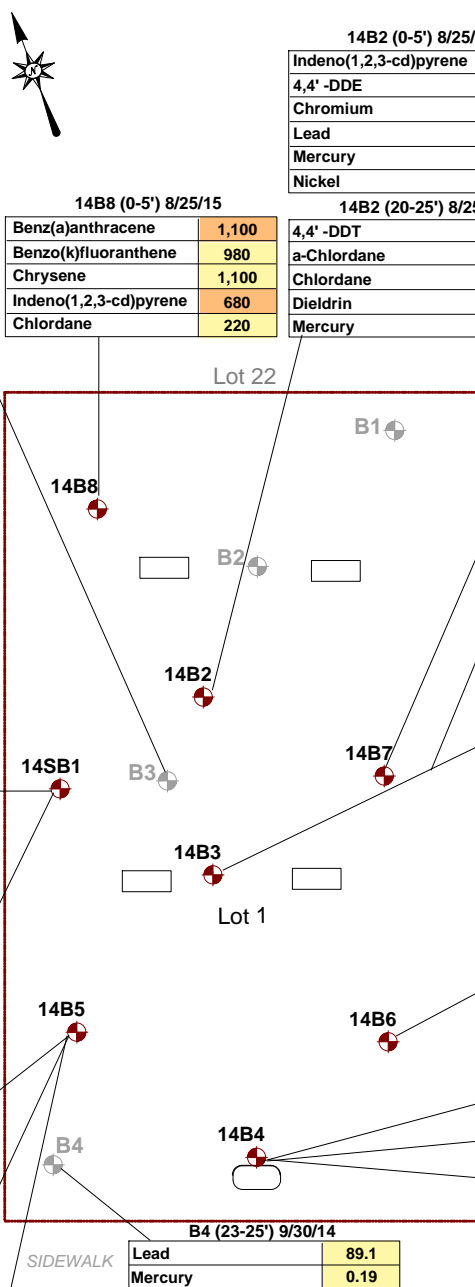 N
14B2 (0-5') 8/25/
Indeno(1,2,3-cd)pyrene
4,4' -DDE
Chromium
Lead
Mercury
Nickel
14B8 (0-5') 8/25/15
Benz(a)anthracene 1,100
Benzo(k)fluoranthene 980
Chrysene 1,100
Indeno(1,2,3-cd)pyrene 680
Chlordane 220
14B2 (20-25') 8/25
4,4' -DDT
a-Chlordane
Chlordane
Dieldrin
Mercury
Lot 22
B1
14B8
B2
14B2
14SB1
B3
14B7
14B3
Lot 1
14B5
14B6
B4
14B4
SIDEWALK
B4 (23-25') 9/30/14
Lead 89.1
Mercury 0.19